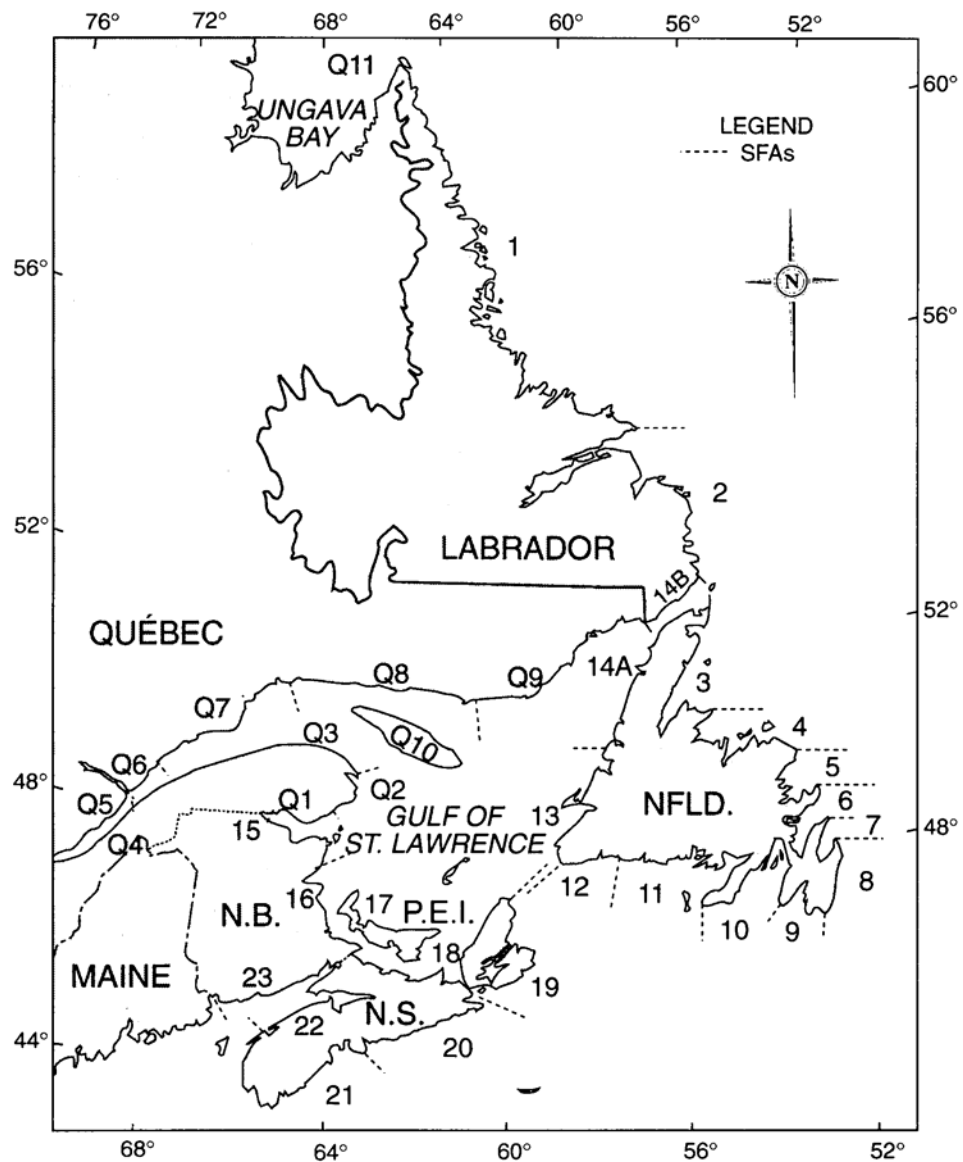 76° 72° 68° 66° 64° 60° 56° 52°
Q11
60°
UNGAVA
BAY
LEGEND
SFAs
1
56°
N
56°
2
52°
LABRADOR
14B
52°
QUÉBEC
14A
Q8
Q9
3
Q7
Q3
4
Q10
Q6
5
48°
Q2
Q5
Q1
GULF OF
ST. LAWRENCE
13
NFLD.
6
15
7
48°
Q4
16
12
11
8
17
P.E.I.
10
9
N.B.
18
MAINE
23
19
22
N.S.
44°
20
44°
21
68° 64° 60° 56° 52°